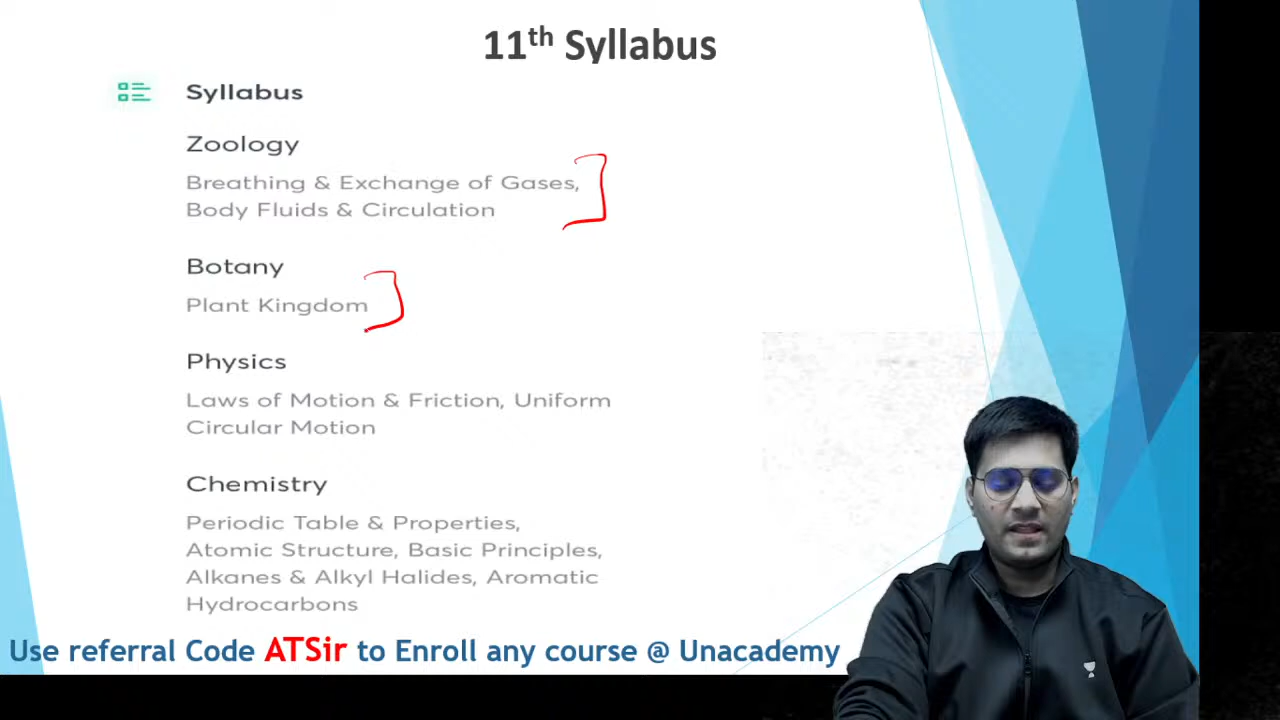 11th Syllabus
Syllabus
Zoology
Breathing & Exchange of Gases,
Body Fluids & Circulation
Botany
Plant Kingdom
Physics
Laws of Motion & Friction, Uniform
Circular Motion
Chemistry
Periodic Table & Properties,
Atomic Structure, Basic Principles,
Alkanes & Alkyl Halides, Aromatic
Hydrocarbons
Use referral Code ATSir to Enroll any course @ Unacademy